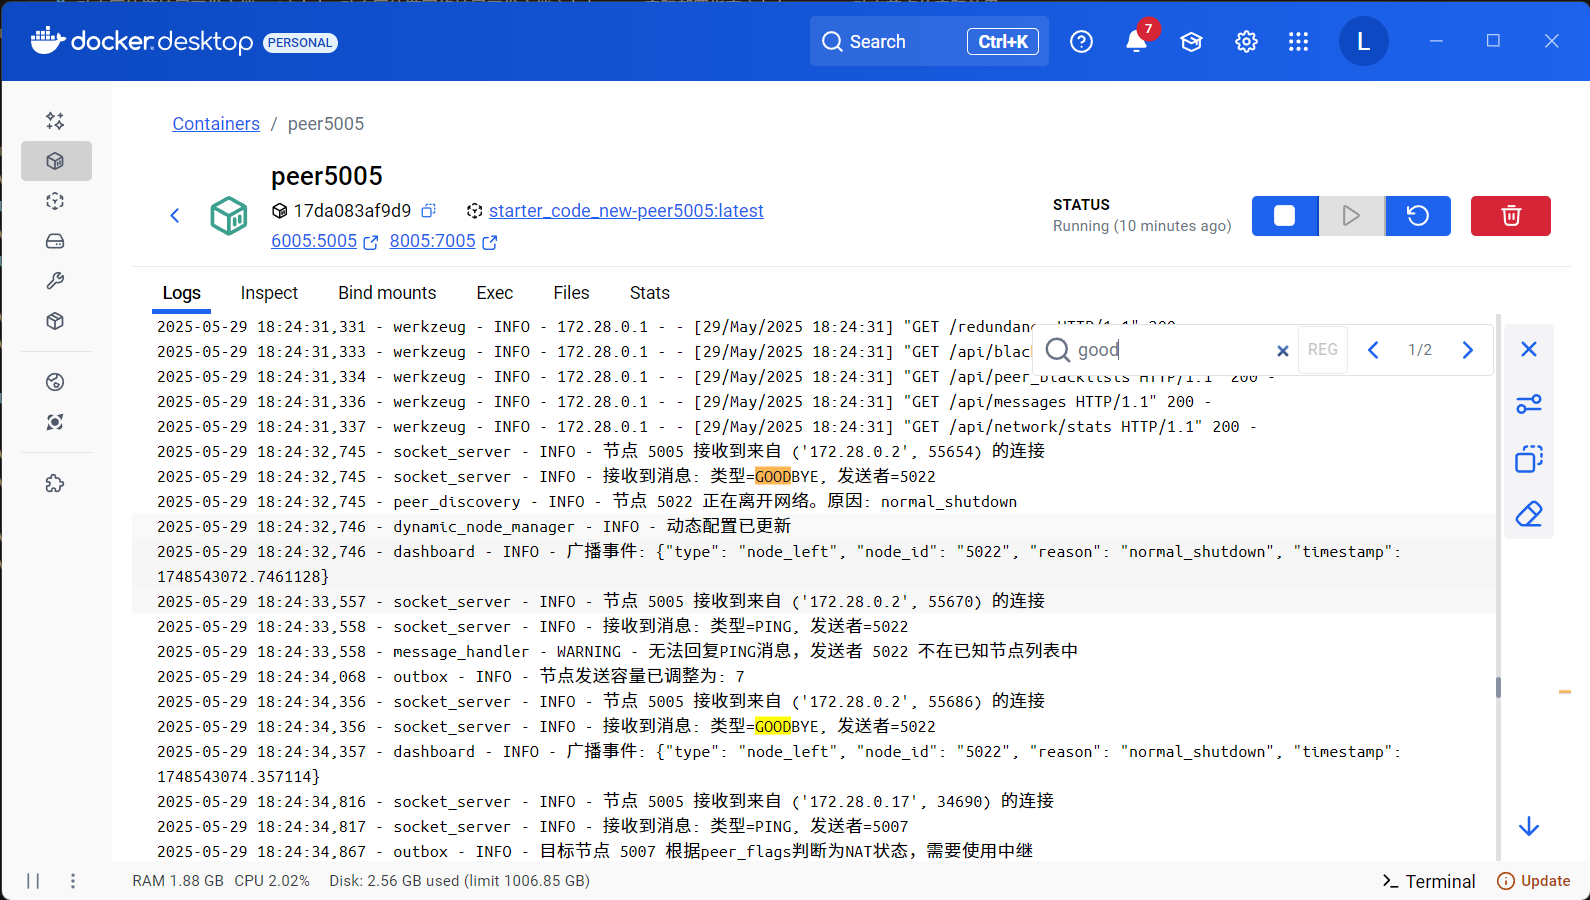 docker desktop PERSONAL
Search Ctrl+K 7 L
Containers / peer5005
peer5005
17da083af9d9 starter_code_new-peer5005:latest
6005:5005 8005:7005
STATUS
Running (10 minutes ago)
Logs Inspect Bind mounts Exec Files Stats
good REG 1/2
2025-05-29 18:24:31,331 - werkzeug - INFO - 172.28.0.1 - - [29/May/2025 18:24:31] "GET /redundan
2025-05-29 18:24:31,333 - werkzeug - INFO - 172.28.0.1 - - [29/May/2025 18:24:31] "GET /api/blac
2025-05-29 18:24:31,334 - werkzeug - INFO - 172.28.0.1 - - [29/May/2025 18:24:31] "GET /api/peer_blacklists HTTP/1.1" 200 -
2025-05-29 18:24:31,336 - werkzeug - INFO - 172.28.0.1 - - [29/May/2025 18:24:31] "GET /api/messages HTTP/1.1" 200 -
2025-05-29 18:24:31,337 - werkzeug - INFO - 172.28.0.1 - - [29/May/2025 18:24:31] "GET /api/network/stats HTTP/1.1" 200 -
2025-05-29 18:24:32,745 - socket_server - INFO - 节点 5005 接收到来自 ('172.28.0.2', 55654) 的连接
2025-05-29 18:24:32,745 - socket_server - INFO - 接收到消息: 类型=GOODBYE, 发送者=5022
2025-05-29 18:24:32,745 - peer_discovery - INFO - 节点 5022 正在离开网络。原因: normal_shutdown
2025-05-29 18:24:32,746 - dynamic_node_manager - INFO - 动态配置已更新
2025-05-29 18:24:32,746 - dashboard - INFO - 广播事件: {"type": "node_left", "node_id": "5022", "reason": "normal_shutdown", "timestamp":
1748543072.7461128}
2025-05-29 18:24:33,557 - socket_server - INFO - 节点 5005 接收到来自 ('172.28.0.2', 55670) 的连接
2025-05-29 18:24:33,558 - socket_server - INFO - 接收到消息: 类型=PING, 发送者=5022
2025-05-29 18:24:33,558 - message_handler - WARNING - 无法回复PING消息，发送者 5022 不在已知节点列表中
2025-05-29 18:24:34,068 - outbox - INFO - 节点发送容量已调整为: 7
2025-05-29 18:24:34,356 - socket_server - INFO - 节点 5005 接收到来自 ('172.28.0.2', 55686) 的连接
2025-05-29 18:24:34,356 - socket_server - INFO - 接收到消息: 类型=GOODBYE, 发送者=5022
2025-05-29 18:24:34,357 - dashboard - INFO - 广播事件: {"type": "node_left", "node_id": "5022", "reason": "normal_shutdown", "timestamp":
1748543074.357114}
2025-05-29 18:24:34,816 - socket_server - INFO - 节点 5005 接收到来自 ('172.28.0.17', 34690) 的连接
2025-05-29 18:24:34,817 - socket_server - INFO - 接收到消息: 类型=PING, 发送者=5007
2025-05-29 18:24:34,867 - outbox - INFO - 目标节点 5007 根据peer_flags判断为NAT状态，需要使用中继
RAM 1.88 GB CPU 2.02% Disk: 2.56 GB used (limit 1006.85 GB) Terminal Update